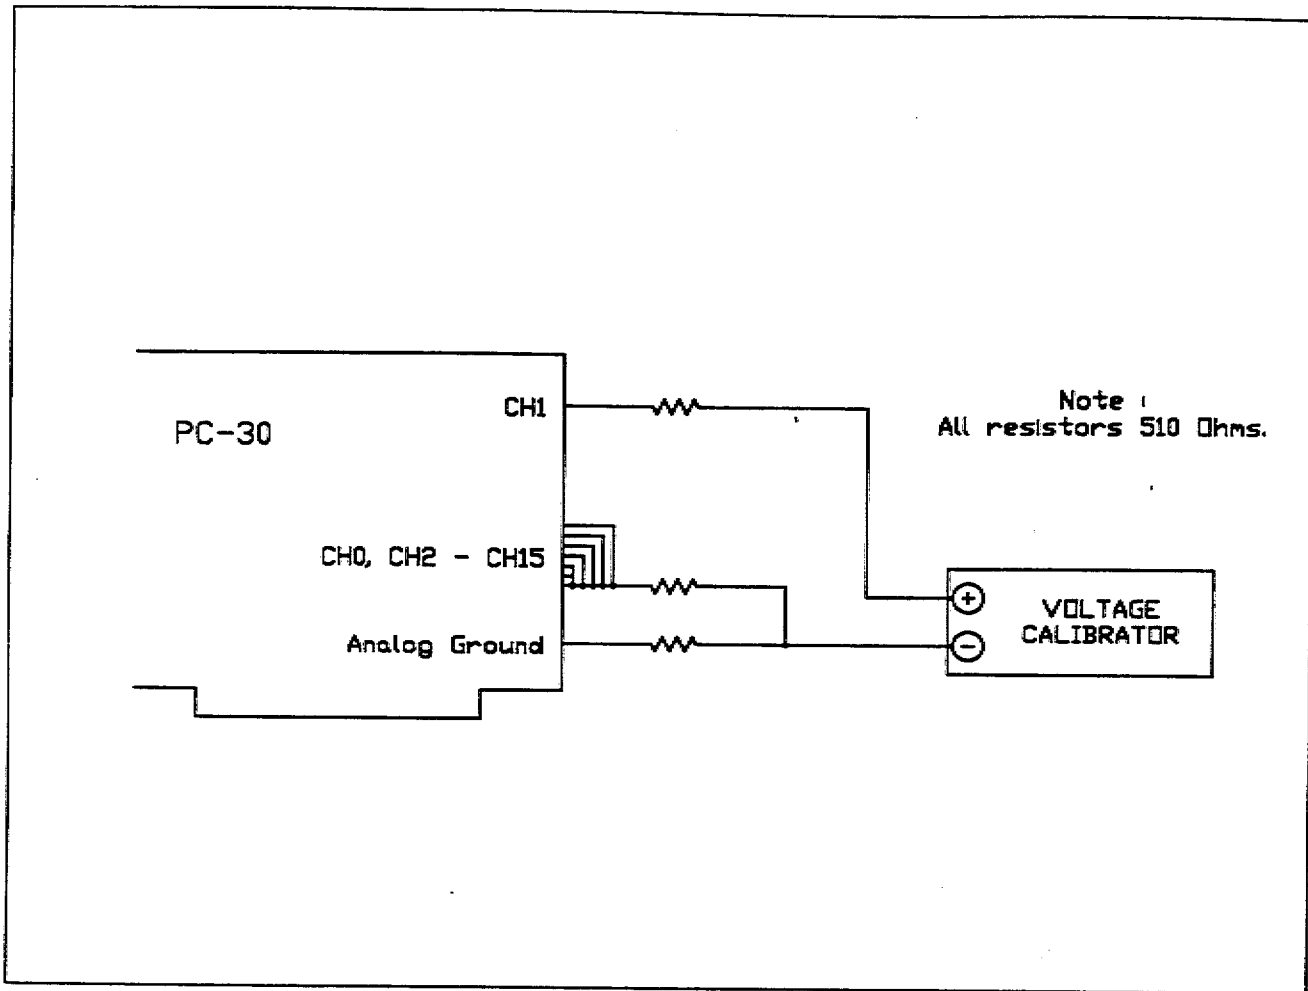 CH1
PC-30
Note :
All resistors 510 Ohms.
CH0, CH2 - CH15
+
VOLTAGE
CALIBRATOR
Analog Ground
-